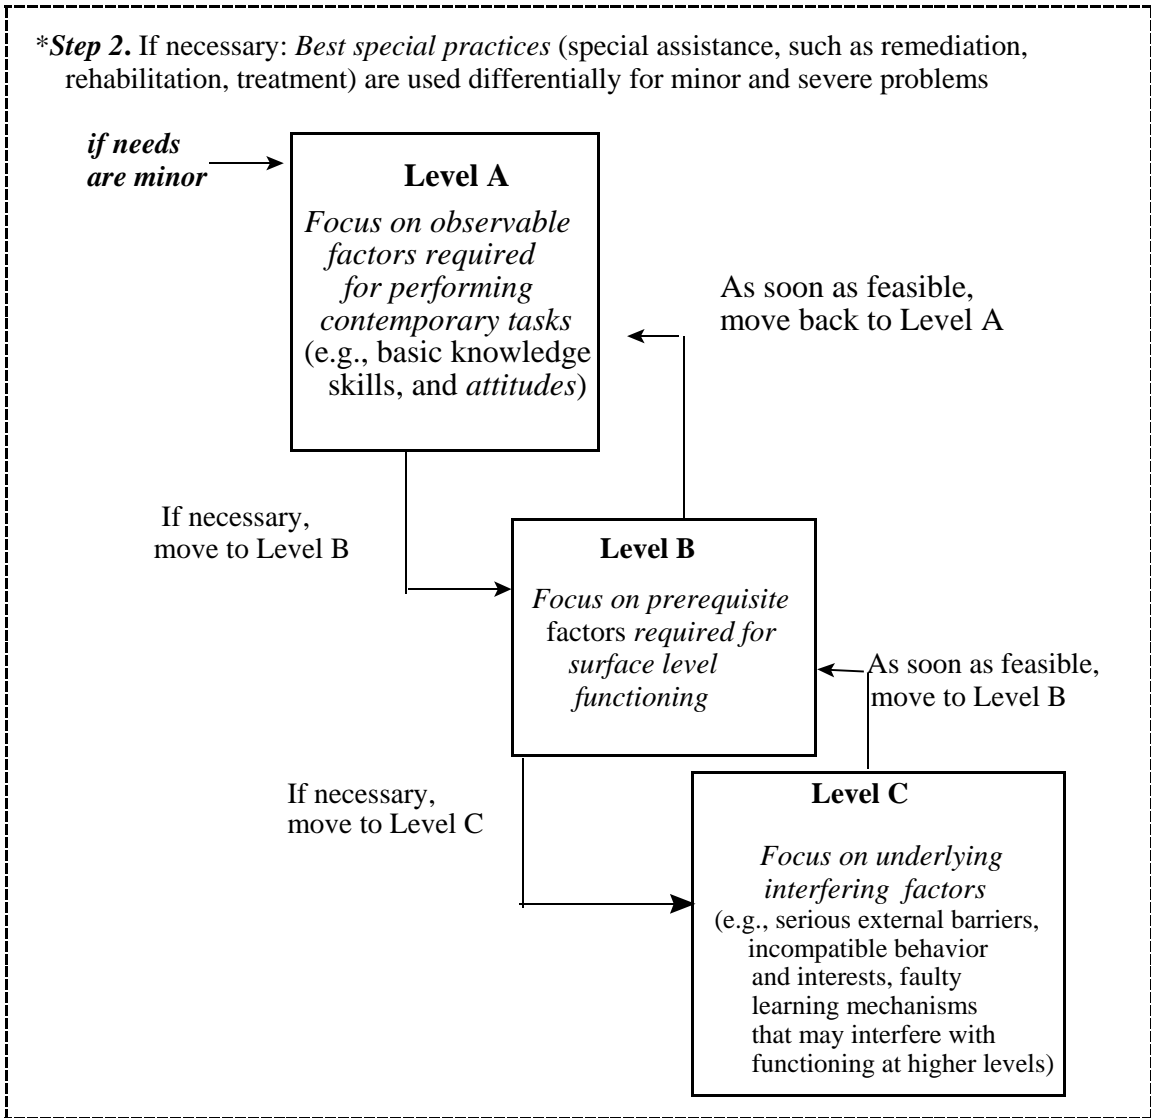 *Step 2. If necessary: Best special practices (special assistance, such as remediation,
rehabilitation, treatment) are used differentially for minor and severe problems
if needs
are minor
Level A
Focus on observable
factors required
for performing
contemporary tasks
(e.g., basic knowledge
skills, and attitudes)
As soon as feasible,
move back to Level A
If necessary,
move to Level B
Level B
Focus on prerequisite
factors required for
surface level
functioning
As soon as feasible,
move to Level B
If necessary,
move to Level C
Level C
Focus on underlying
interfering factors
(e.g., serious external barriers,
incompatible behavior
and interests, faulty
learning mechanisms
that may interfere with
functioning at higher levels)